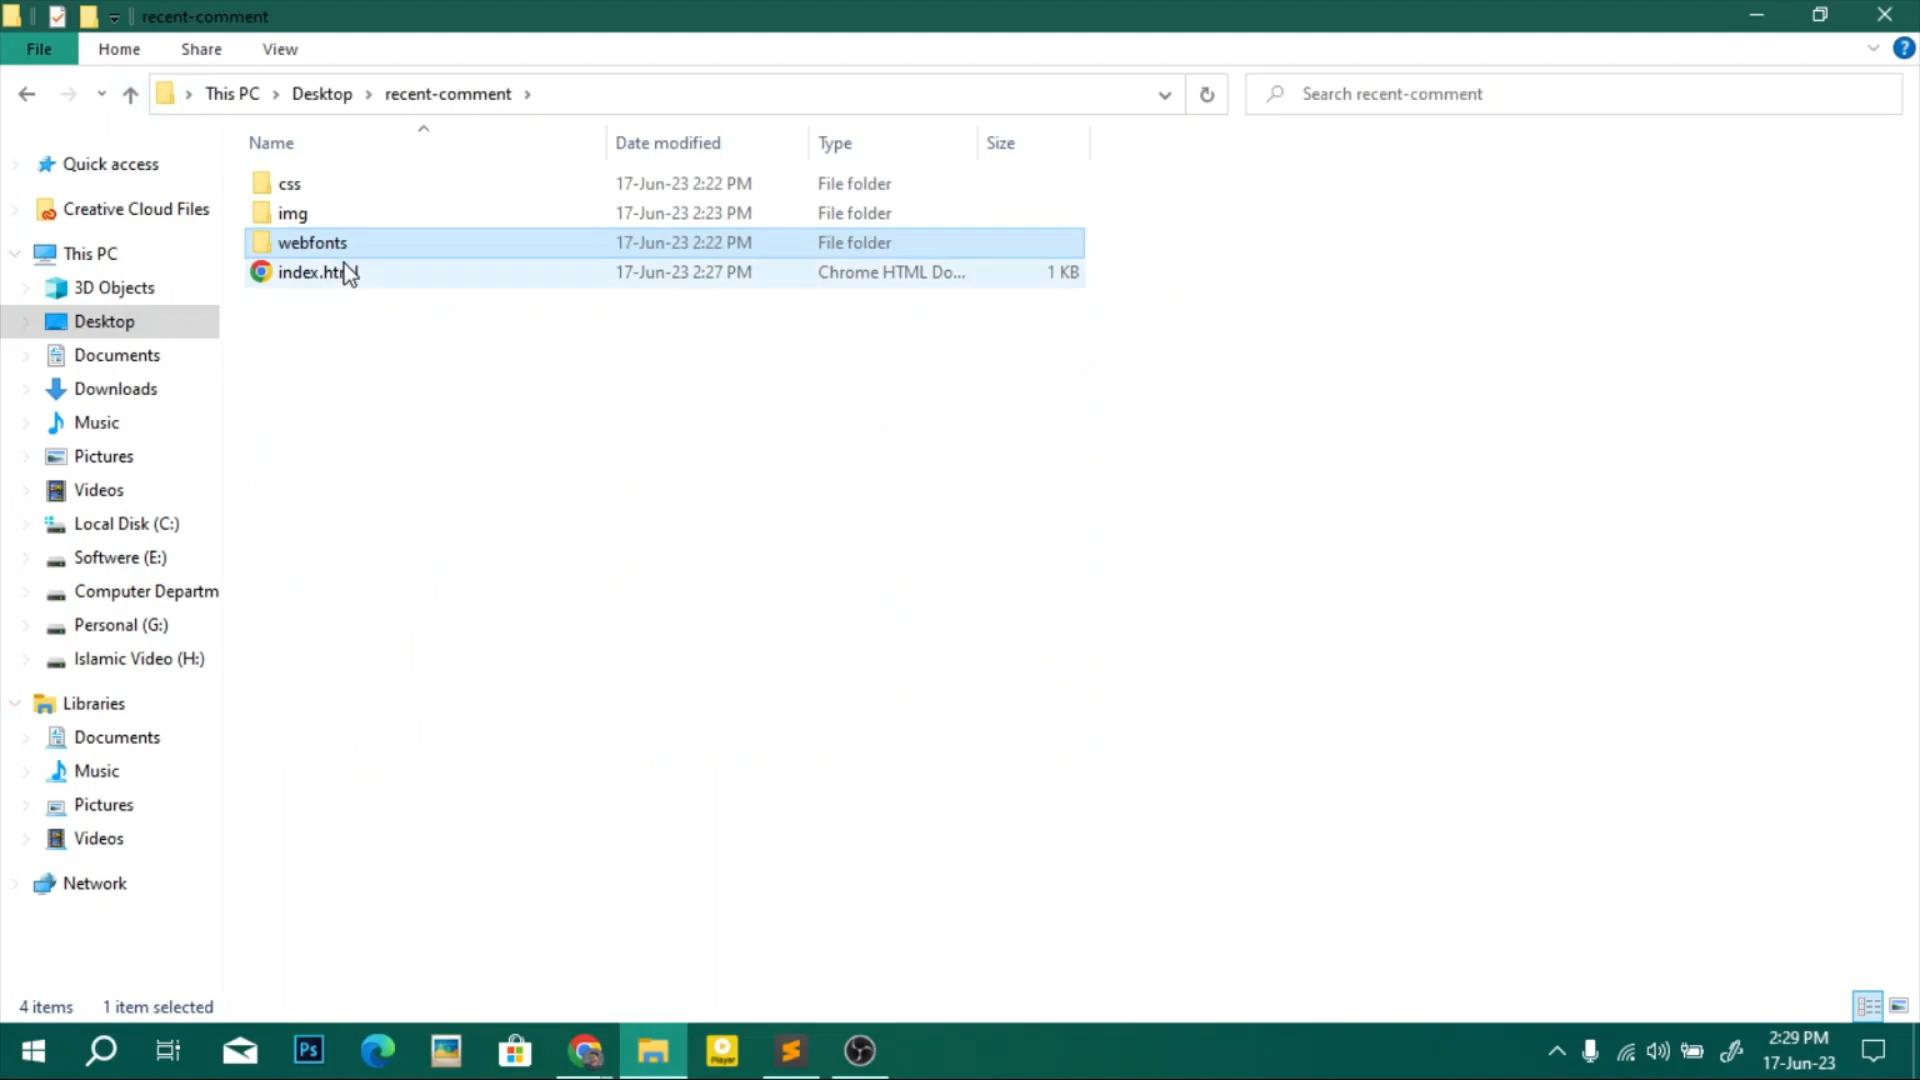 recent-comment
File Home Share View
This PC Desktop recent-comment
Search recent-comment
Name Date modified Type Size
css 17-Jun-23 2:22 PM File folder
img 17-Jun-23 2:23 PM File folder
webfonts 17-Jun-23 2:22 PM File folder
index.html 17-Jun-23 2:27 PM Chrome HTML Do... 1 KB
Quick access
Creative Cloud Files
This PC
3D Objects
Desktop
Documents
Downloads
Music
Pictures
Videos
Local Disk (C:)
Softwere (E:)
Computer Departm
Personal (G:)
Islamic Video (H:)
Libraries
Documents
Music
Pictures
Videos
Network
4 items 1 item selected
Ps
Player
2:29 PM
17-Jun-23